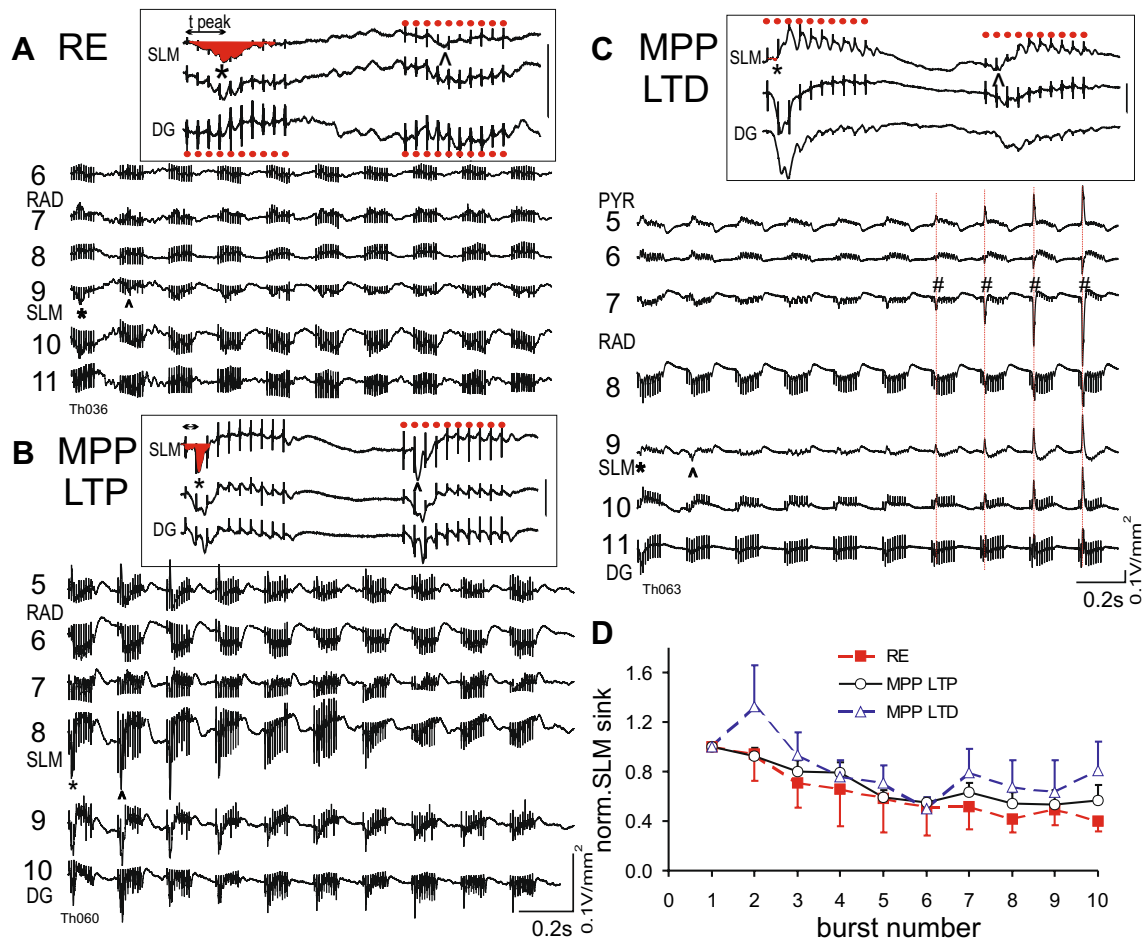 A RE
t peak
SLM
*
^
DG
6
RAD
7
8
9
SLM
* ^
10
11
Th036
B MPP
LTP
SLM
*
^
DG
5
RAD
6
7
8
SLM
* ^
9
10
DG
Th060
0.1V/mm²
0.2s
C MPP
LTD
SLM
*
^
DG
PYR
5
6
# # # #
7
RAD
8
9
SLM
* ^
10
11
DG
Th063
0.1V/mm²
0.2s
D
RE
MPP LTP
MPP LTD
norm.SLM sink
1.6
1.2
0.8
0.4
0.0
0 1 2 3 4 5 6 7 8 9 10
burst number